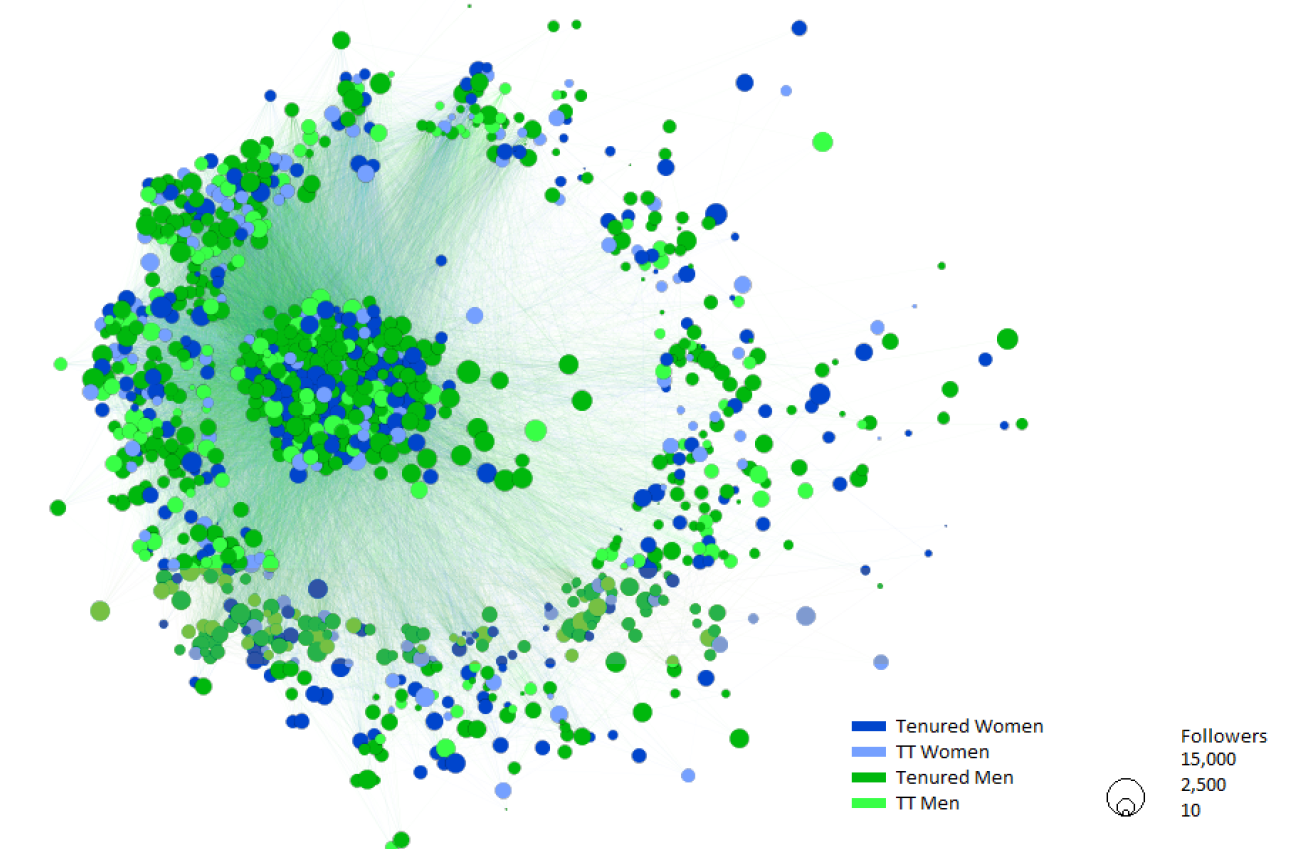 Tenured Women
TT Women
Tenured Men
TT Men
Followers
15,000
2,500
10